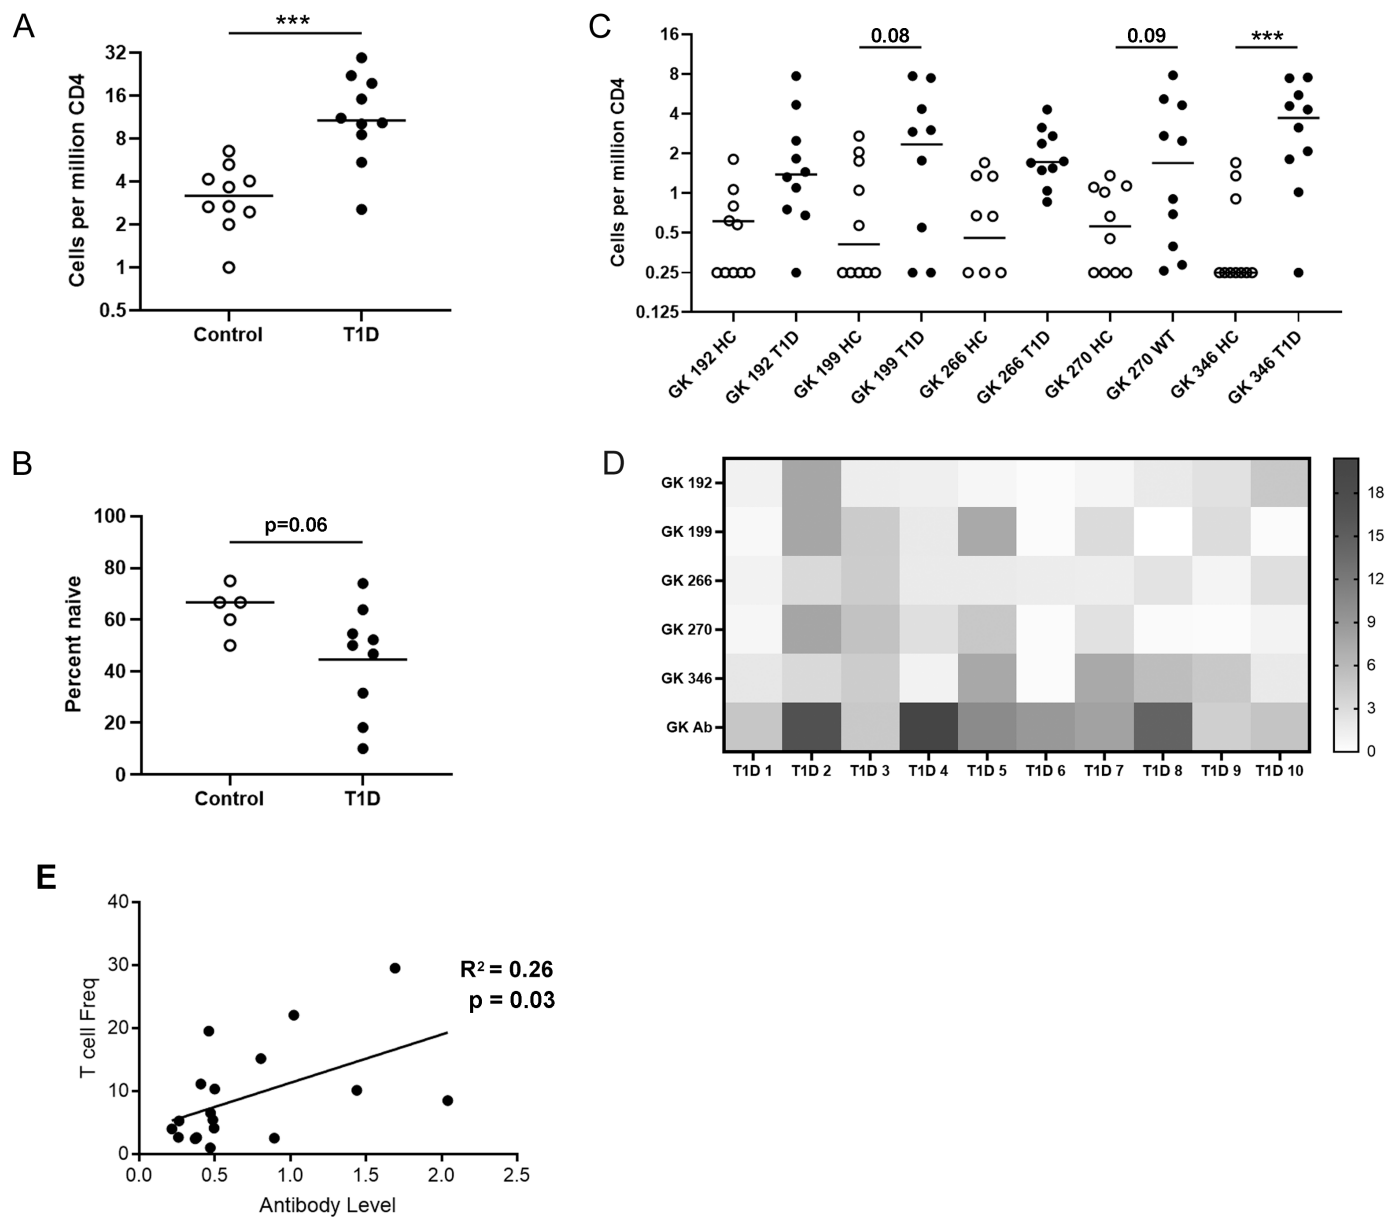 A
***
Cells per million CD4
32
16
8
4
2
1
0.5
Control
T1D
C
0.08
0.09
***
Cells per million CD4
16
8
4
2
1
0.5
0.25
0.125
GK 192 HC
GK 192 T1D
GK 199 HC
GK 199 T1D
GK 266 HC
GK 266 T1D
GK 270 HC
GK 270 WT
GK 346 HC
GK 346 T1D
B
p=0.06
Percent naive
100
80
60
40
20
0
Control
T1D
D
GK 192
GK 199
GK 266
GK 270
GK 346
GK Ab
T1D 1
T1D 2
T1D 3
T1D 4
T1D 5
T1D 6
T1D 7
T1D 8
T1D 9
T1D 10
18
15
12
9
6
3
0
E
T cell Freq
40
30
20
10
0
R² = 0.26
p = 0.03
0.0
0.5
1.0
1.5
2.0
2.5
Antibody Level